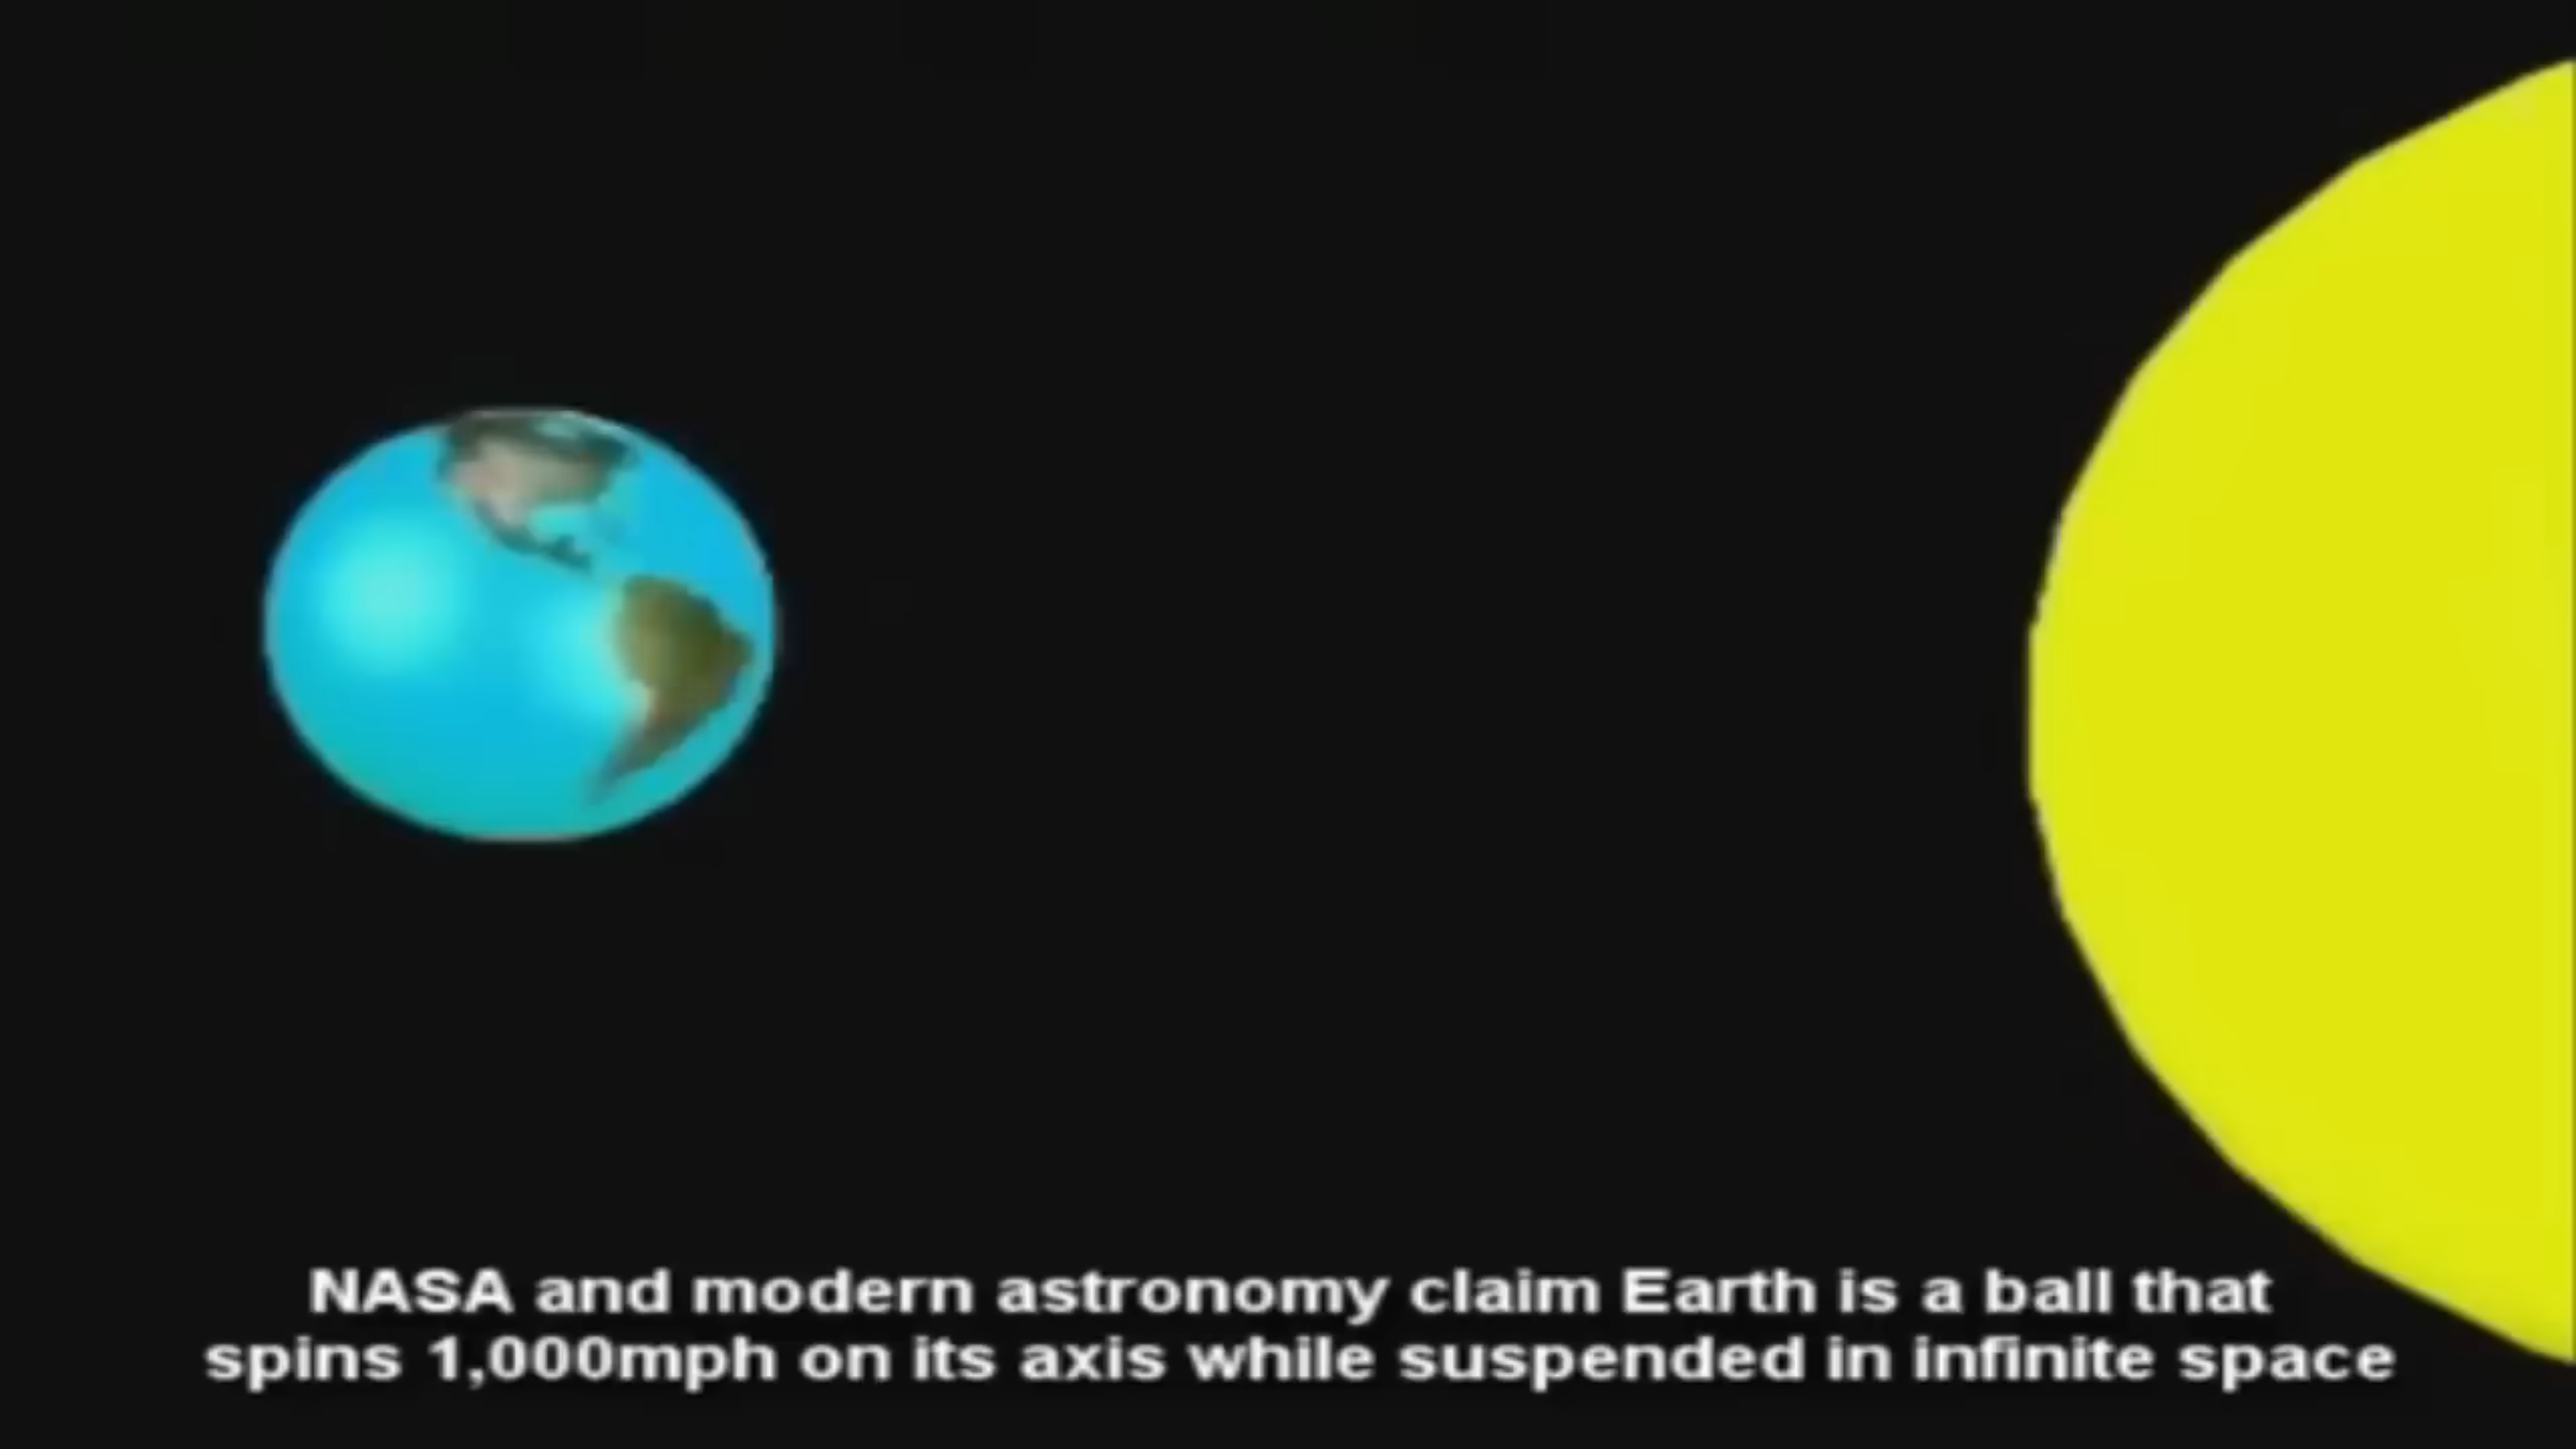 NASA and modern astronomy claim Earth is a ball that
spins 1,000mph on its axis while suspended in infinite space